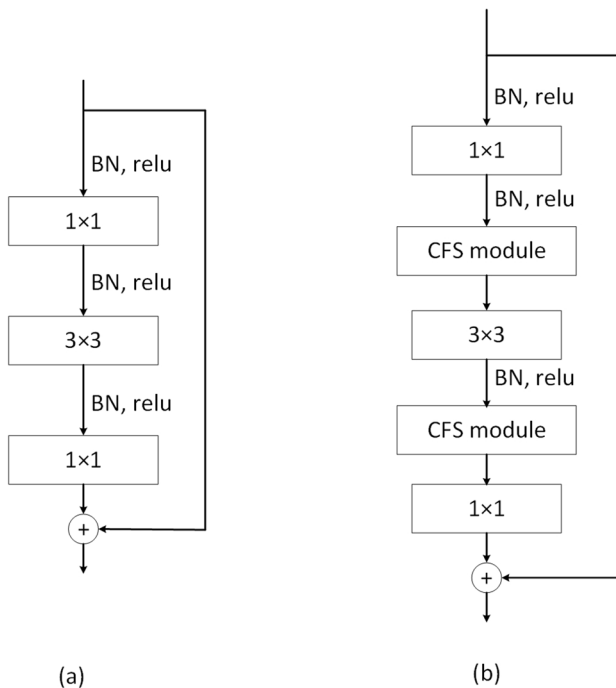 BN, relu
1×1
BN, relu
3×3
BN, relu
1×1
+
(a)
BN, relu
1×1
BN, relu
CFS module
3×3
BN, relu
CFS module
1×1
+
(b)